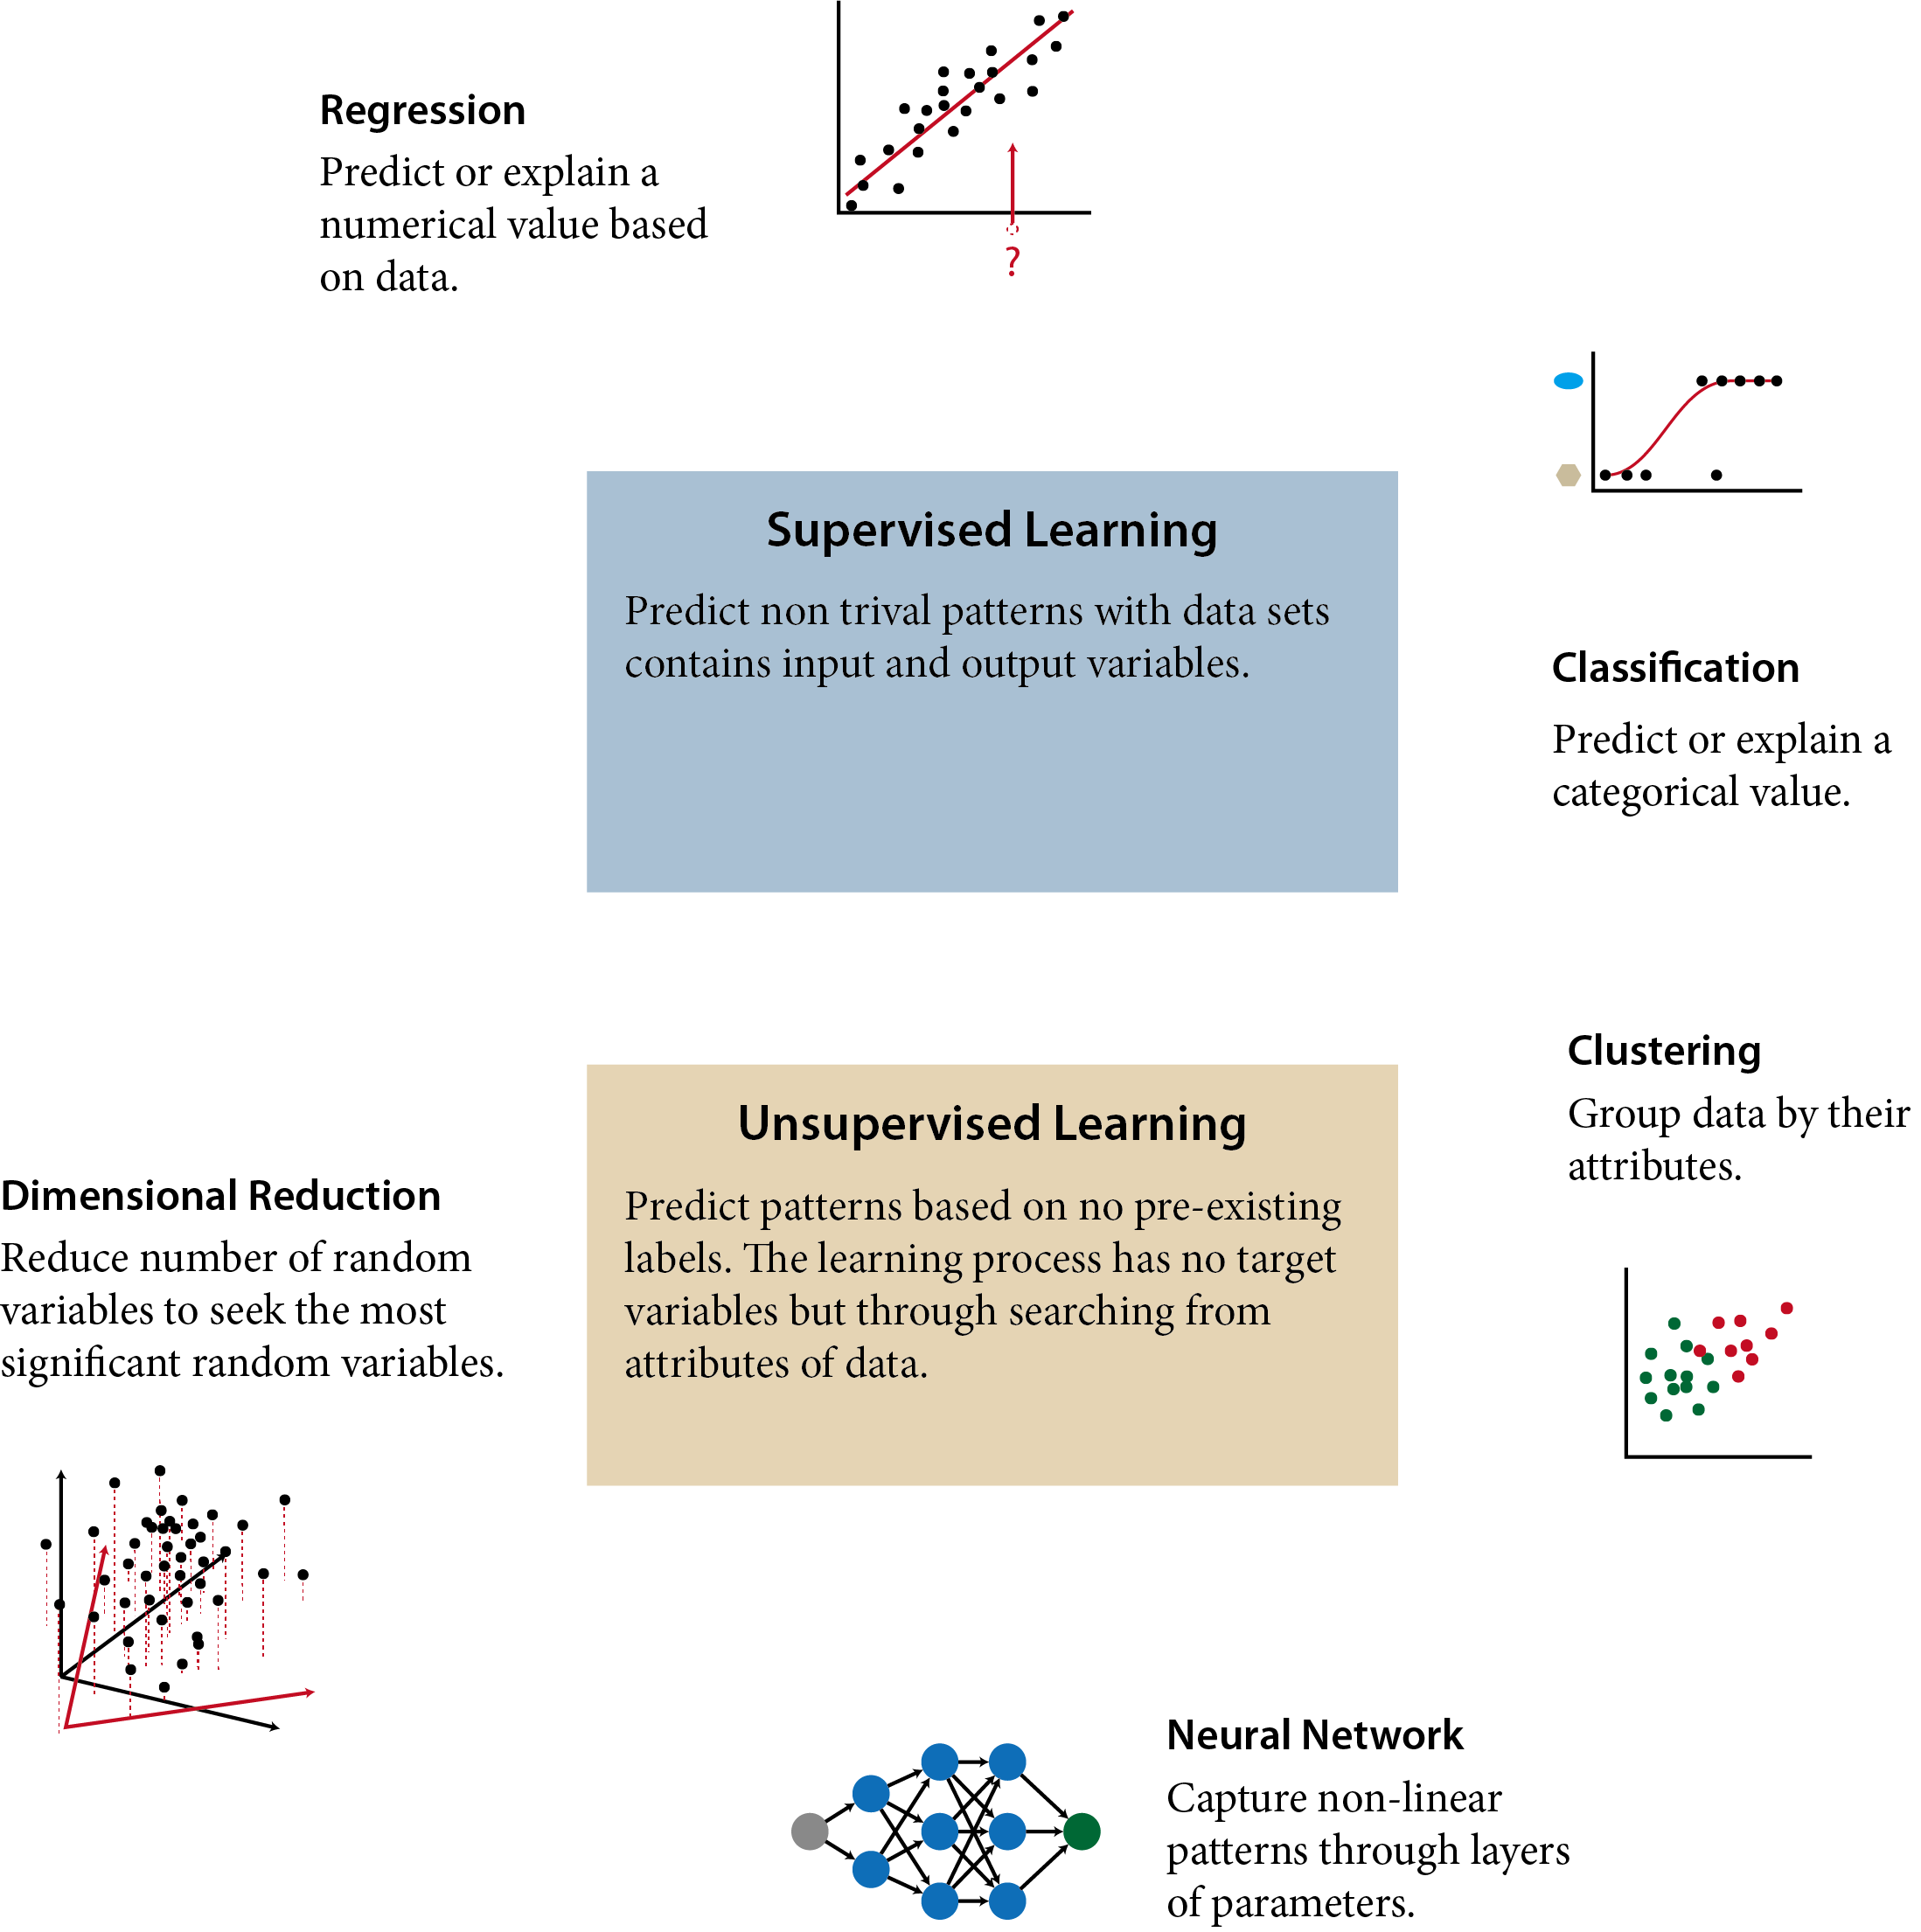 Regression
Predict or explain a
numerical value based
on data.
?
Supervised Learning
Predict non trival patterns with data sets
contains input and output variables.
Classification
Predict or explain a
categorical value.
Clustering
Group data by their
attributes.
Unsupervised Learning
Predict patterns based on no pre-existing
labels. The learning process has no target
variables but through searching from
attributes of data.
Dimensional Reduction
Reduce number of random
variables to seek the most
significant random variables.
Neural Network
Capture non-linear
patterns through layers
of parameters.